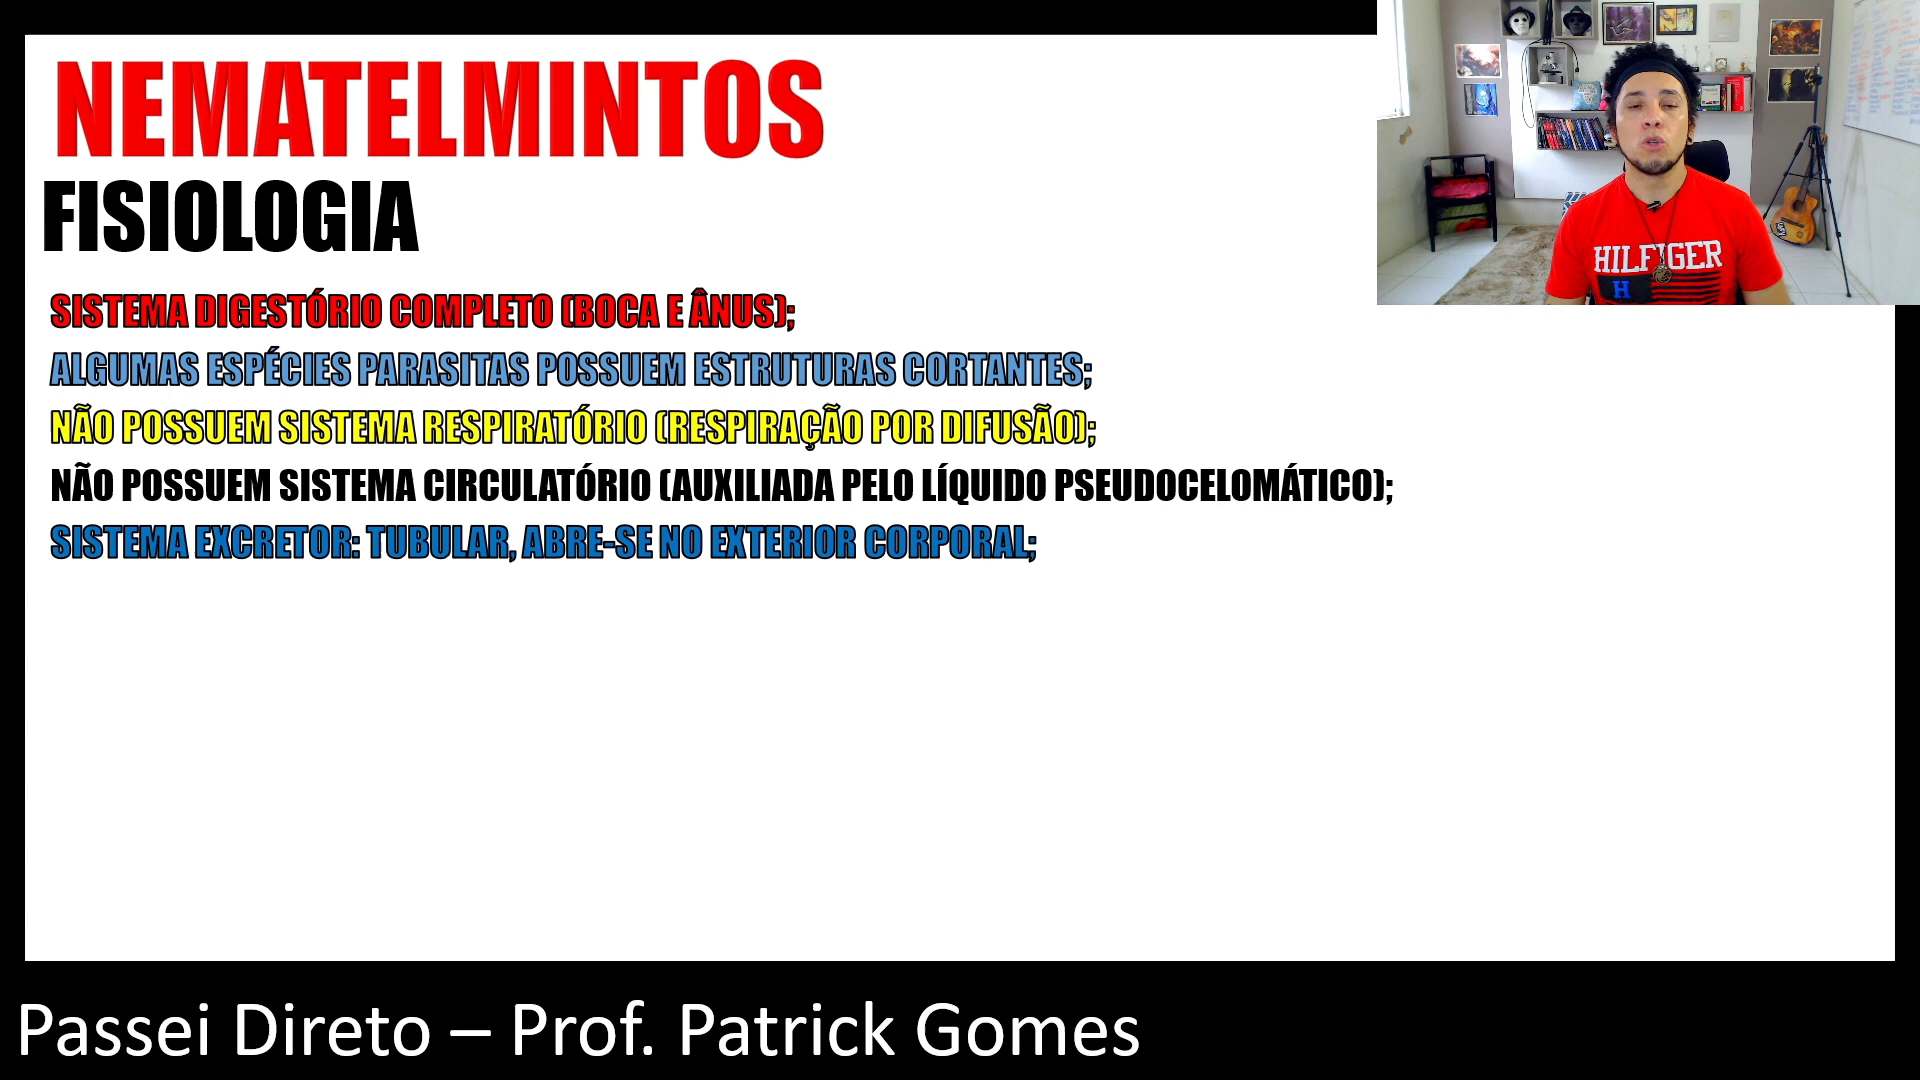 NEMATELMINTOS
FISIOLOGIA
SISTEMA DIGESTÓRIO COMPLETO (BOCA E ÂNUS);
ALGUMAS ESPÉCIES PARASITAS POSSUEM ESTRUTURAS CORTANTES;
NÃO POSSUEM SISTEMA RESPIRATÓRIO (RESPIRAÇÃO POR DIFUSÃO);
NÃO POSSUEM SISTEMA CIRCULATÓRIO (AUXILIADA PELO LÍQUIDO PSEUDOCELOMÁTICO);
SISTEMA EXCRETOR: TUBULAR, ABRE-SE NO EXTERIOR CORPORAL;
HILFIGER
H
Passei Direto – Prof. Patrick Gomes